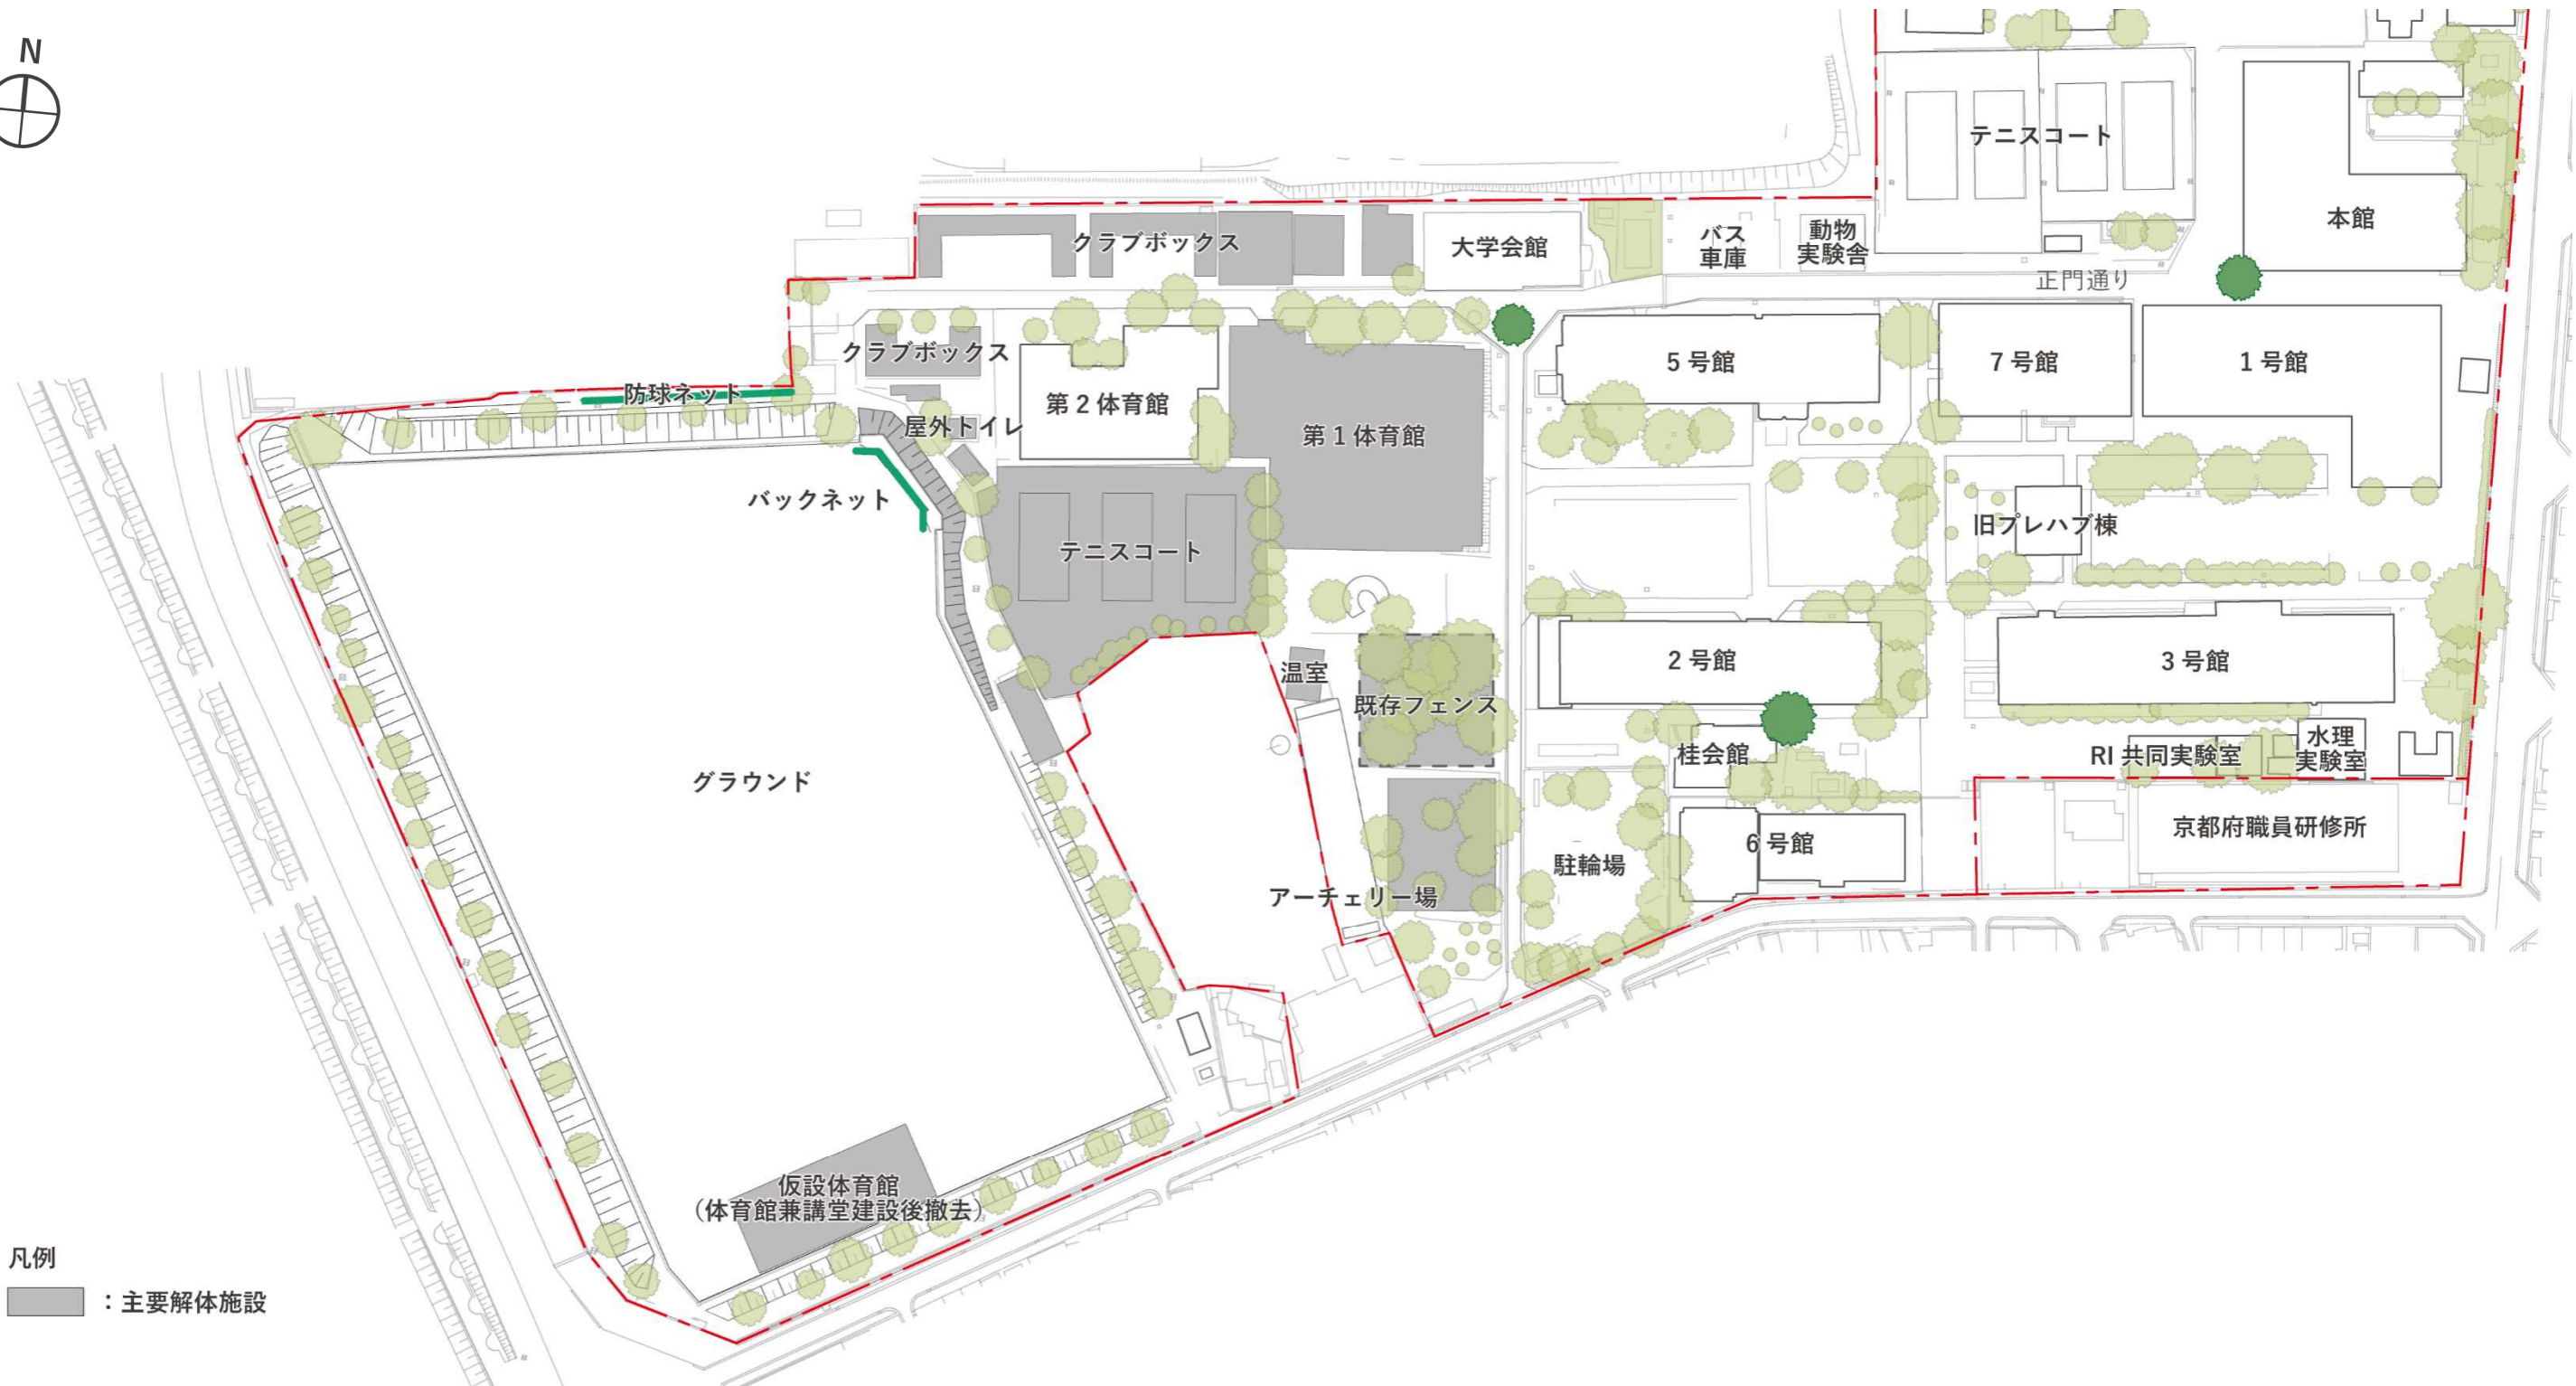 N
テニスコート
本館
クラブボックス
大学会館
バス
車庫
動物
実験舎
正門通り
クラブボックス
第2体育館
第1体育館
5号館
7号館
1号館
防球ネット
屋外トイレ
バックネット
テニスコート
旧プレハブ棟
温室
既存フェンス
2号館
3号館
グラウンド
桂会館
RI共同実験室
水理
実験室
アーチェリー場
駐輪場
6号館
京都府職員研修所
仮設体育館
（体育館兼講堂建設後撤去）
凡例
：主要解体施設